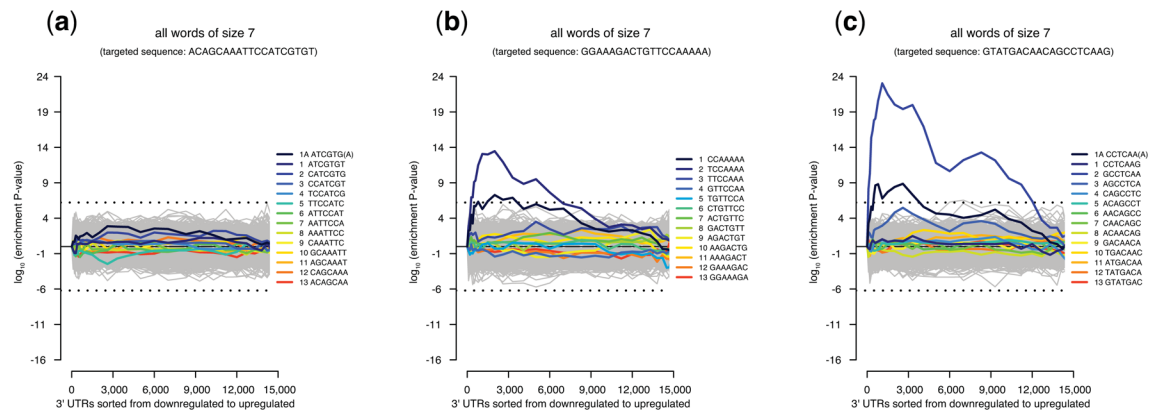 (a)
all words of size 7
(targeted sequence: ACAGCAAATTCCATCGTGT)
log10 (enrichment P-value)
24
19
14
9
4
-1
-6
-11
-16
0 3,000 6,000 9,000 12,000 15,000
3' UTRs sorted from downregulated to upregulated
1A ATCGTG(A)
1 ATCGTGT
2 CATCGTG
3 CCATCGT
4 TCCATCG
5 TTCCATC
6 ATTCCAT
7 AATTCCA
8 AAATTCC
9 CAAATTC
10 GCAAATT
11 AGCAAAT
12 CAGCAAA
13 ACAGCAA
(b)
all words of size 7
(targeted sequence: GGAAAGACTGTTCCAAAAA)
log10 (enrichment P-value)
24
19
14
9
4
-1
-6
-11
-16
0 3,000 6,000 9,000 12,000 15,000
3' UTRs sorted from downregulated to upregulated
1 CCAAAAA
2 TCCAAAA
3 TTCCAAA
4 GTTCCAA
5 TGTTCCA
6 CTGTTCC
7 ACTGTTC
8 GACTGTT
9 AGACTGT
10 AAGACTG
11 AAAGACT
12 GAAAGAC
13 GGAAAGA
(c)
all words of size 7
(targeted sequence: GTATGACAACAGCCTCAAG)
log10 (enrichment P-value)
24
19
14
9
4
-1
-6
-11
-16
0 3,000 6,000 9,000 12,000 15,000
3' UTRs sorted from downregulated to upregulated
1A CCTCAA(A)
1 CCTCAAG
2 GCCTCAA
3 AGCCTCA
4 CAGCCTC
5 ACAGCCT
6 AACAGCC
7 CAACAGC
8 ACAACAG
9 GACAACA
10 TGACAAC
11 ATGACAA
12 TATGACA
13 GTATGAC